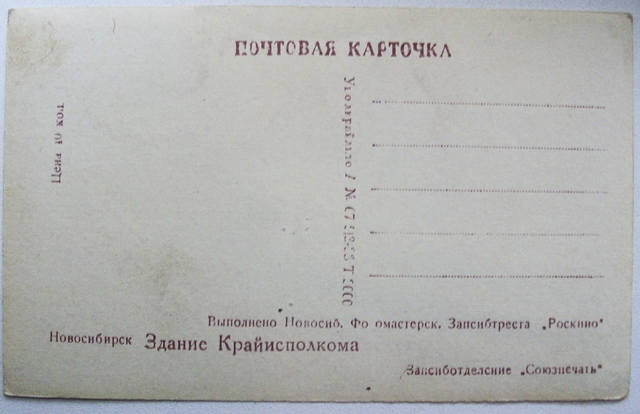 ПОЧТОВАЯ КАРТОЧКА
Цена 10 коп.
Выполнено Новосиб. Фо омастерск. Запсибтреста „Роскино"
Новосибирск Здание Крайисполкома
Запсиботделение „Союзпечать"